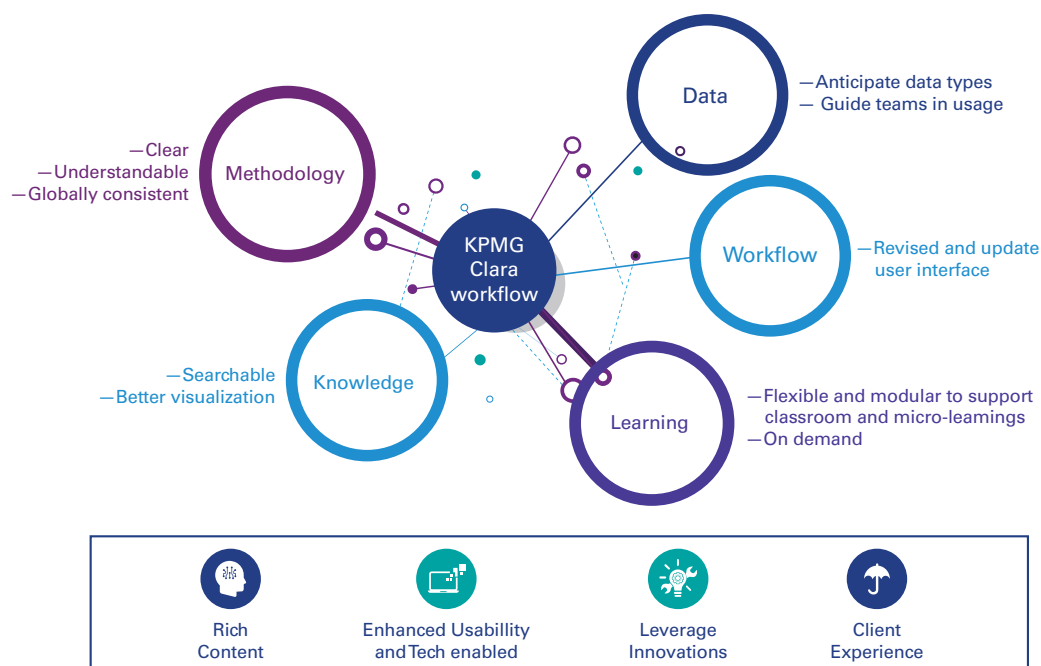 —Clear
—Understandable
—Globally consistent
Methodology
Data
—Anticipate data types
— Guide teams in usage
KPMG
Clara
workflow
Workflow
—Revised and update
user interface
—Searchable
—Better visualization
Knowledge
Learning
—Flexible and modular to support
classroom and micro-learnings
—On demand
Rich
Content
Enhanced Usabillity
and Tech enabled
Leverage
Innovations
Client
Experience